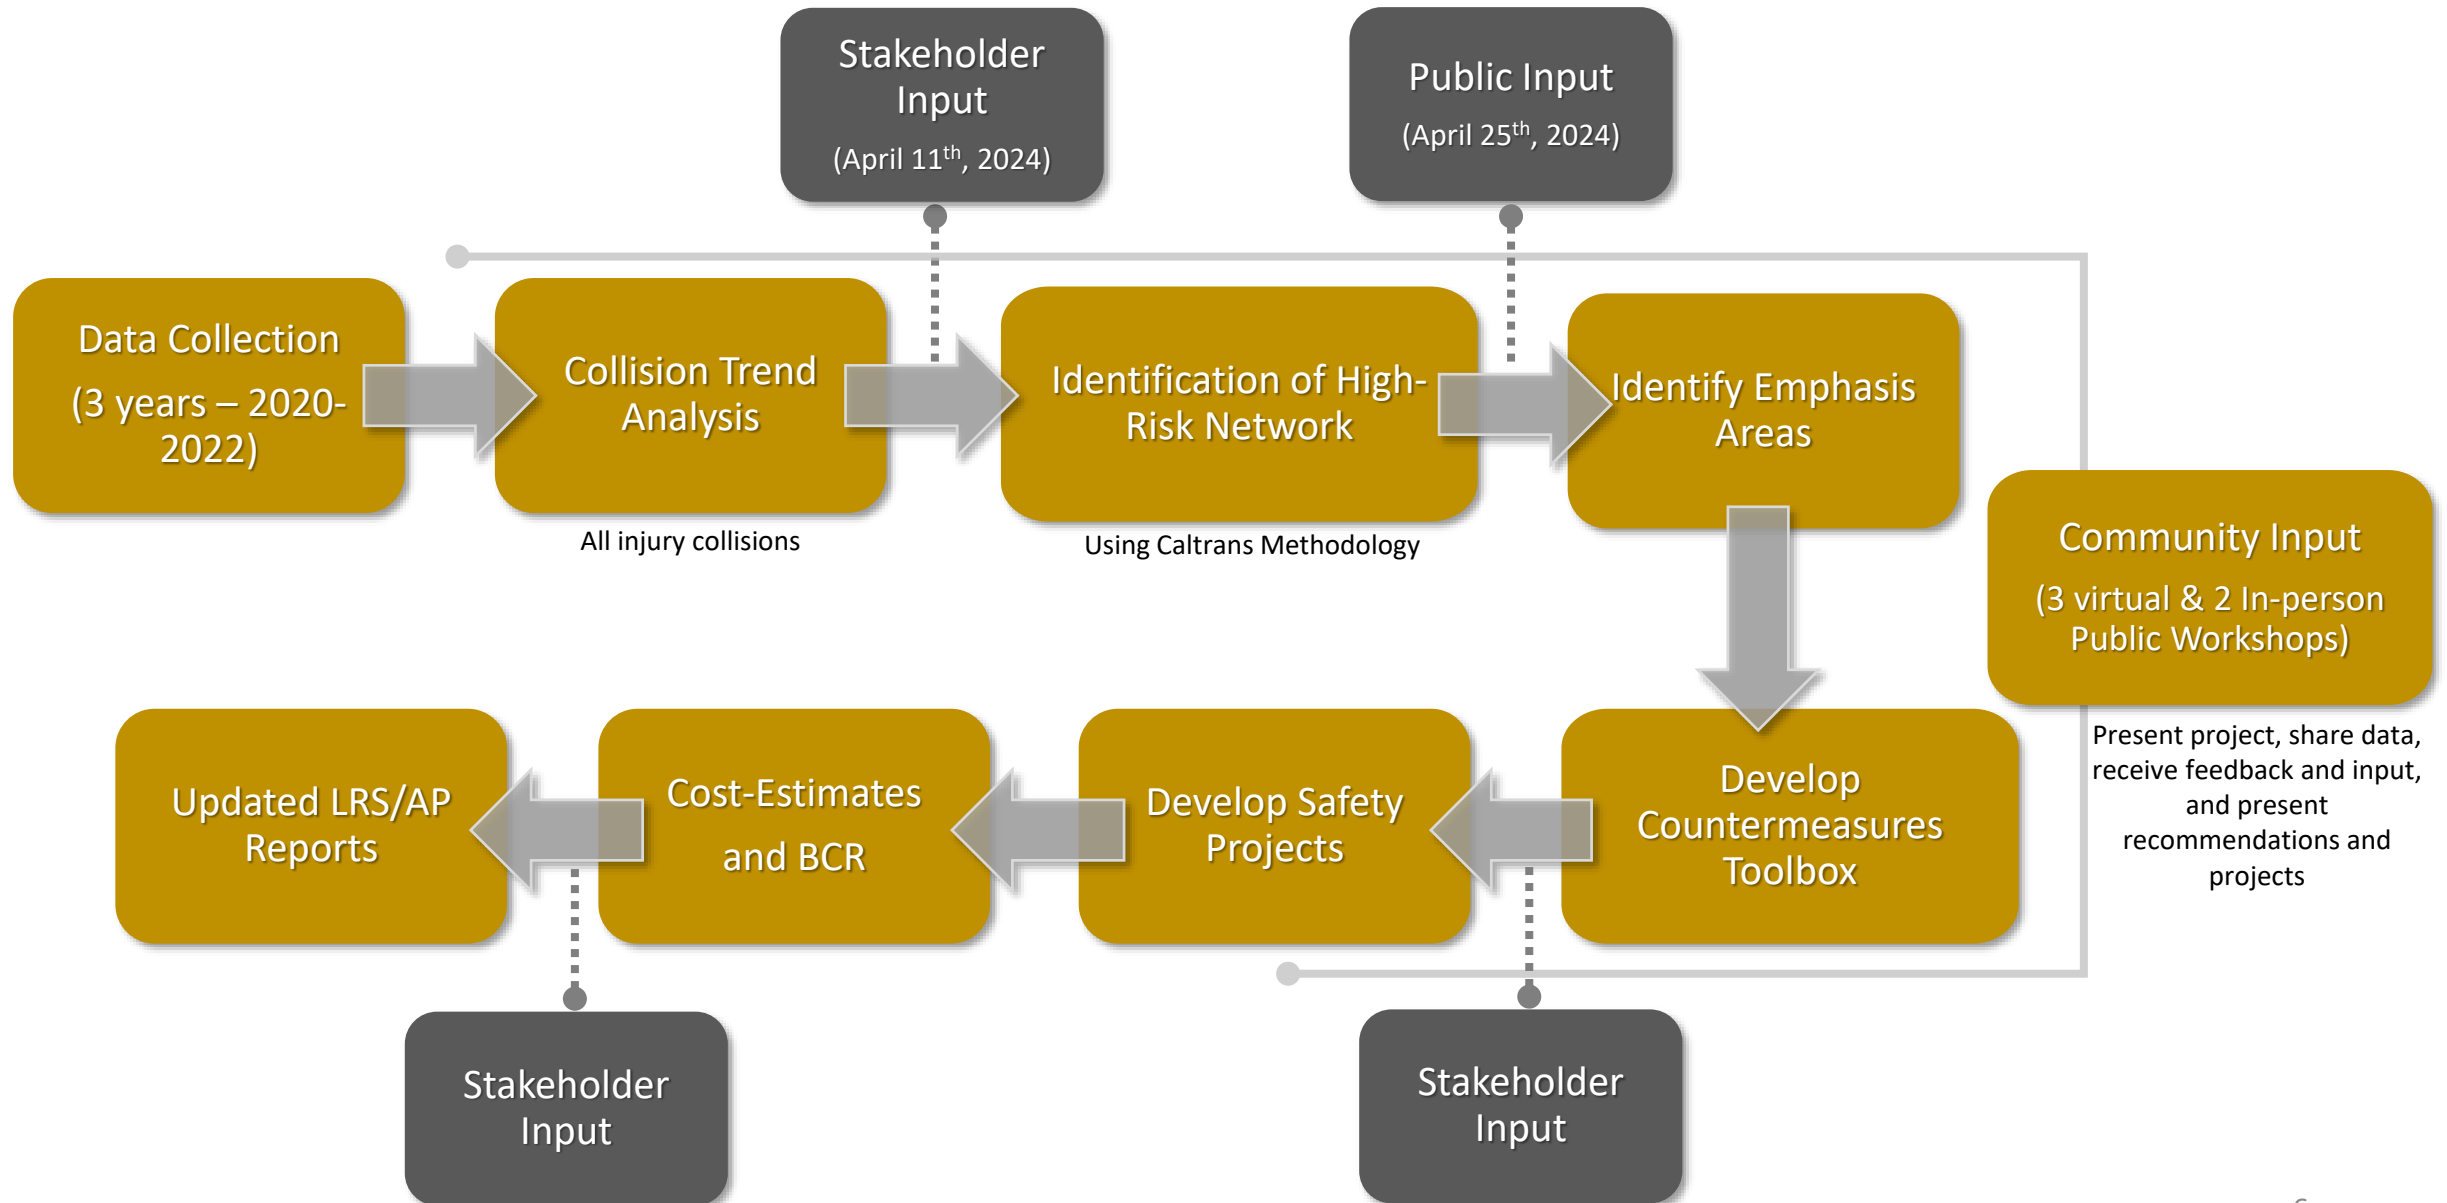 Stakeholder
Input
(April 11th, 2024)
Public Input
(April 25th, 2024)
Data Collection
(3 years – 2020-
2022)
Collision Trend
Analysis
All injury collisions
Identification of High-
Risk Network
Using Caltrans Methodology
Identify Emphasis
Areas
Community Input
(3 virtual & 2 In-person
Public Workshops)
Present project, share data,
receive feedback and input,
and present
recommendations and
projects
Develop
Countermeasures
Toolbox
Develop Safety
Projects
Cost-Estimates
and BCR
Updated LRS/AP
Reports
Stakeholder
Input
Stakeholder
Input